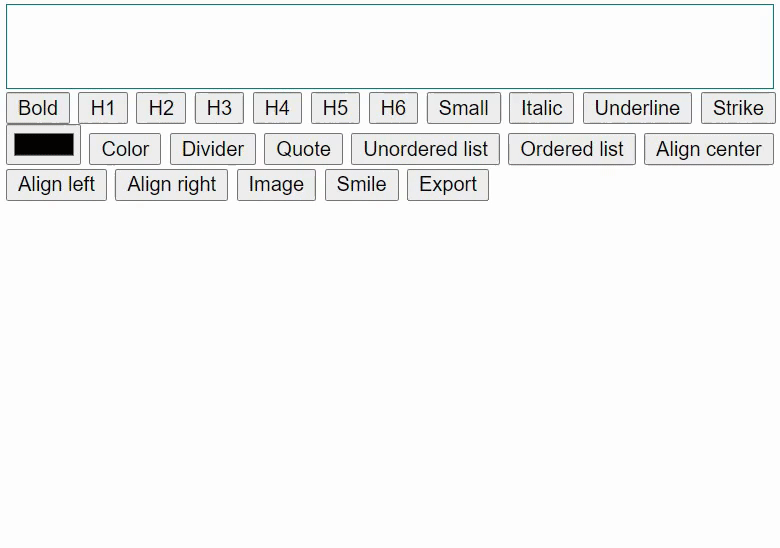 Bold H1 H2 H3 H4 H5 H6 Small Italic Underline Strike
Color Divider Quote Unordered list Ordered list Align center
Align left Align right Image Smile Export